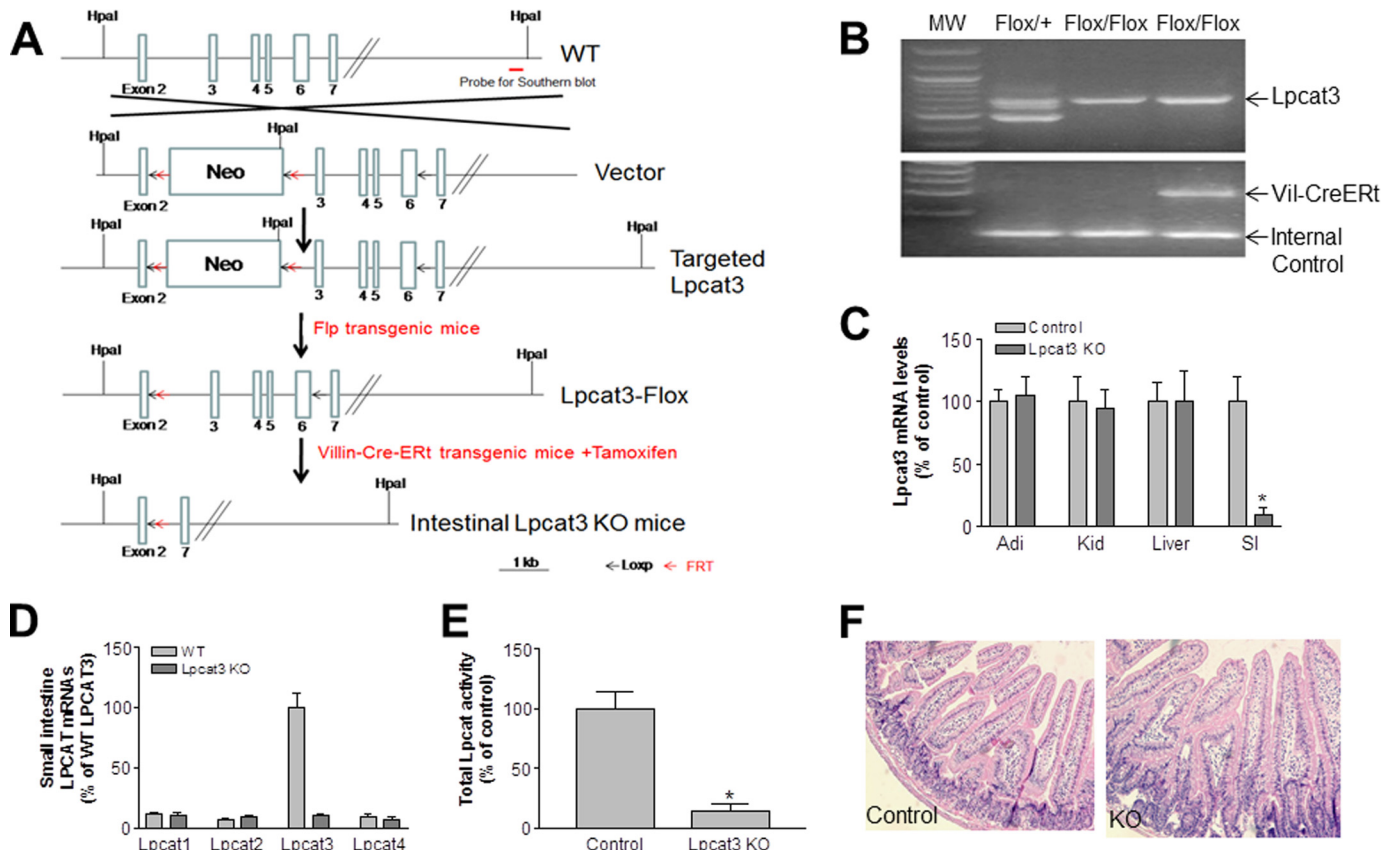 A
HpaI
HpaI
WT
Exon 2
3
4
5
6
7
Probe for Southern blot
HpaI
HpaI
HpaI
Neo
Vector
Exon 2
3
4
5
6
7
HpaI
HpaI
HpaI
Neo
Targeted
Lpcat3
Exon 2
3
4
5
6
7
Flp transgenic mice
HpaI
HpaI
Lpcat3-Flox
Exon 2
3
4
5
6
7
Villin-Cre-ERt transgenic mice +Tamoxifen
HpaI
HpaI
Intestinal Lpcat3 KO mice
Exon 2
7
1 kb
Loxp
FRT
B
MW
Flox/+
Flox/Flox
Flox/Flox
Lpcat3
Vil-CreERt
Internal
Control
C
Lpcat3 mRNA levels
(% of control)
150
100
50
0
Control
Lpcat3 KO
*
Adi
Kid
Liver
SI
D
Small intestine
LPCAT mRNAs
(% of WT LPCAT3)
150
100
50
0
WT
Lpcat3 KO
Lpcat1
Lpcat2
Lpcat3
Lpcat4
E
Total Lpcat activity
(% of control)
150
100
50
0
*
Control
Lpcat3 KO
F
Control
KO